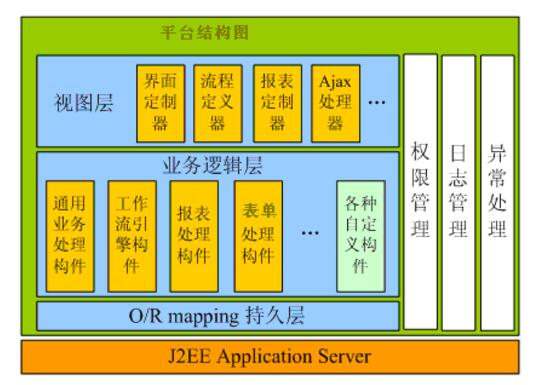 平台结构图
视图层
界面
定制
器
流程
定义
器
报表
定制
器
Ajax
处理
器
...
业务逻辑层
通用
业务
处理
构件
工作
流引
擎构
件
报表
处理
构件
表单
处理
构件
...
各种
自定
义构
件
O/R mapping 持久层
权限管理
日志管理
异常处理
J2EE Application Server